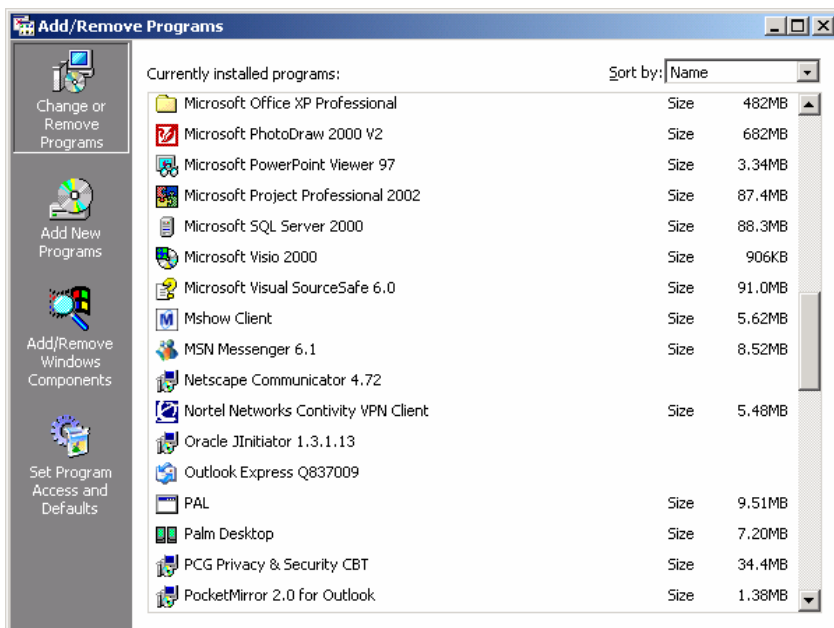 Add/Remove Programs
Change or
Remove
Programs
Add New
Programs
Add/Remove
Windows
Components
Set Program
Access and
Defaults
Currently installed programs:
Sort by: Name
Microsoft Office XP Professional Size 482MB
Microsoft PhotoDraw 2000 V2 Size 682MB
Microsoft PowerPoint Viewer 97 Size 3.34MB
Microsoft Project Professional 2002 Size 87.4MB
Microsoft SQL Server 2000 Size 88.3MB
Microsoft Visio 2000 Size 906KB
Microsoft Visual SourceSafe 6.0 Size 91.0MB
Mshow Client Size 5.62MB
MSN Messenger 6.1 Size 8.52MB
Netscape Communicator 4.72
Nortel Networks Contivity VPN Client Size 5.48MB
Oracle JInitiator 1.3.1.13
Outlook Express Q837009
PAL Size 9.51MB
Palm Desktop Size 7.20MB
PCG Privacy & Security CBT Size 34.4MB
PocketMirror 2.0 for Outlook Size 1.38MB